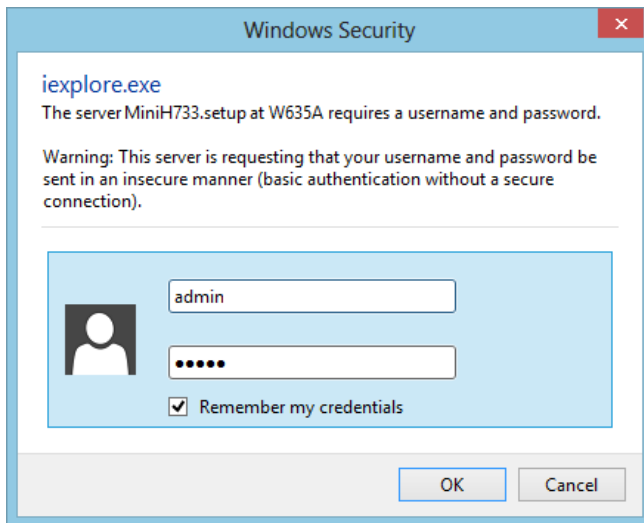 Windows Security
iexplore.exe
The server MiniH733.setup at W635A requires a username and password.
Warning: This server is requesting that your username and password be
sent in an insecure manner (basic authentication without a secure
connection).
admin
●●●●●
Remember my credentials
OK Cancel